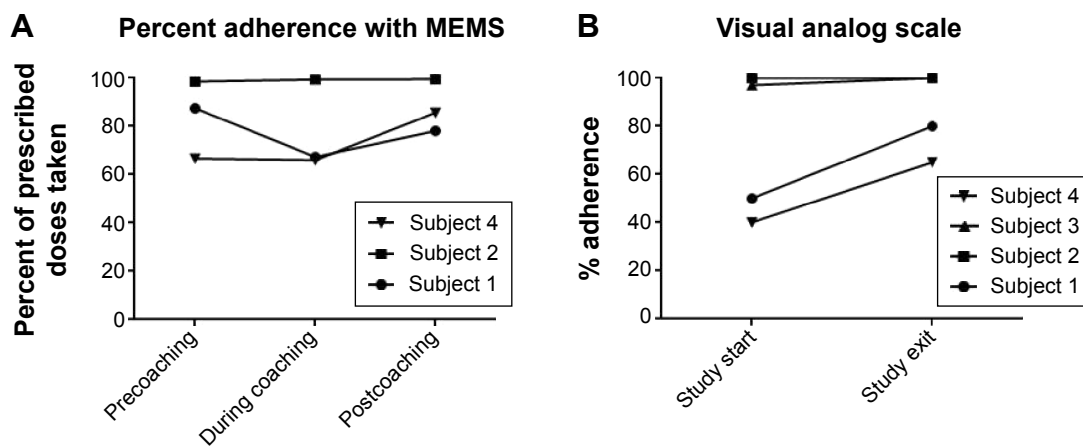 A Percent adherence with MEMS
Percent of prescribed
doses taken
100
80
60
40
20
0
Subject 4
Subject 2
Subject 1
Precoaching
During coaching
Postcoaching
B Visual analog scale
% adherence
100
80
60
40
20
0
Subject 4
Subject 3
Subject 2
Subject 1
Study start
Study exit